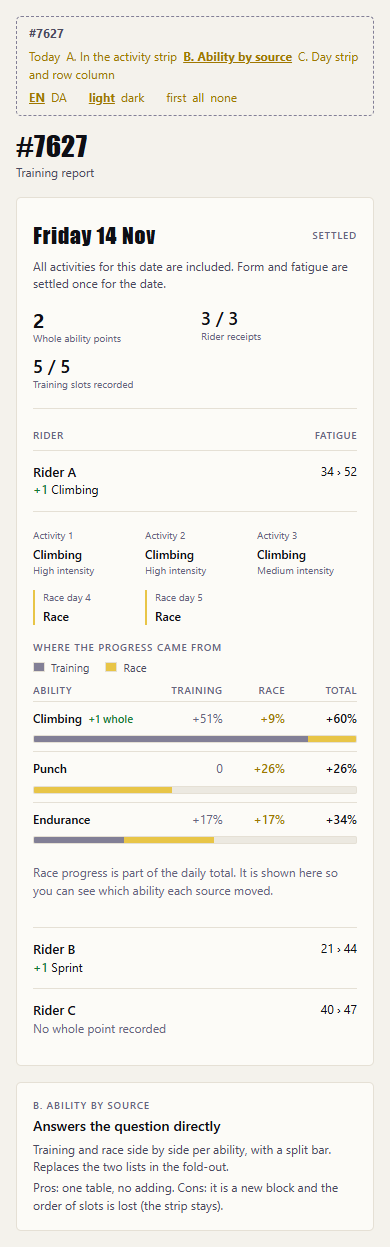 #7627
Today A. In the activity strip B. Ability by source C. Day strip
and row column
EN DA light dark first all none
#7627
Training report
Friday 14 Nov SETTLED
All activities for this date are included. Form and fatigue are
settled once for the date.
2 3 / 3
Whole ability points Rider receipts
5 / 5
Training slots recorded
RIDER FATIGUE
Rider A 34 › 52
+1 Climbing
Activity 1 Activity 2 Activity 3
Climbing Climbing Climbing
High intensity High intensity Medium intensity
Race day 4 Race day 5
Race Race
WHERE THE PROGRESS CAME FROM
Training Race
ABILITY TRAINING RACE TOTAL
Climbing +1 whole +51% +9% +60%
Punch 0 +26% +26%
Endurance +17% +17% +34%
Race progress is part of the daily total. It is shown here so
you can see which ability each source moved.
Rider B 21 › 44
+1 Sprint
Rider C 40 › 47
No whole point recorded
B. ABILITY BY SOURCE
Answers the question directly
Training and race side by side per ability, with a split bar.
Replaces the two lists in the fold-out.
Pros: one table, no adding. Cons: it is a new block and the
order of slots is lost (the strip stays).